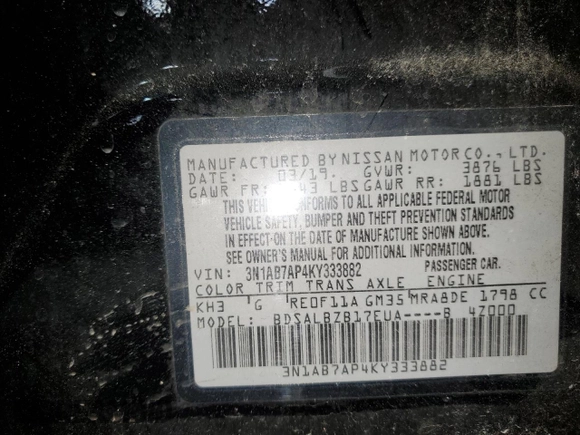 MANUFACTURED BY NISSAN MOTOR CO., LTD.
DATE: 03/19. GVWR: 3876 LBS
GAWR FR: LBS GAWR RR: 1881 LBS
THIS CONFORMS TO ALL APPLICABLE FEDERAL MOTOR
VEHICLE SAFETY, BUMPER AND THEFT PREVENTION STANDARDS
IN EFFECT ON THE DATE OF MANUFACTURE SHOWN ABOVE.
SEE OWNER'S MANUAL FOR ADDITIONAL INFORMATION.
VIN: 3N1AB7AP4KY333882 PASSENGER CAR.
COLOR TRIM TRANS AXLE ENGINE
KH3 G RE0F11A GM35 MRA8DE 1798 CC
MODEL: BDSALBZB17EUA----B 4Z000
3N1AB7AP4KY333882